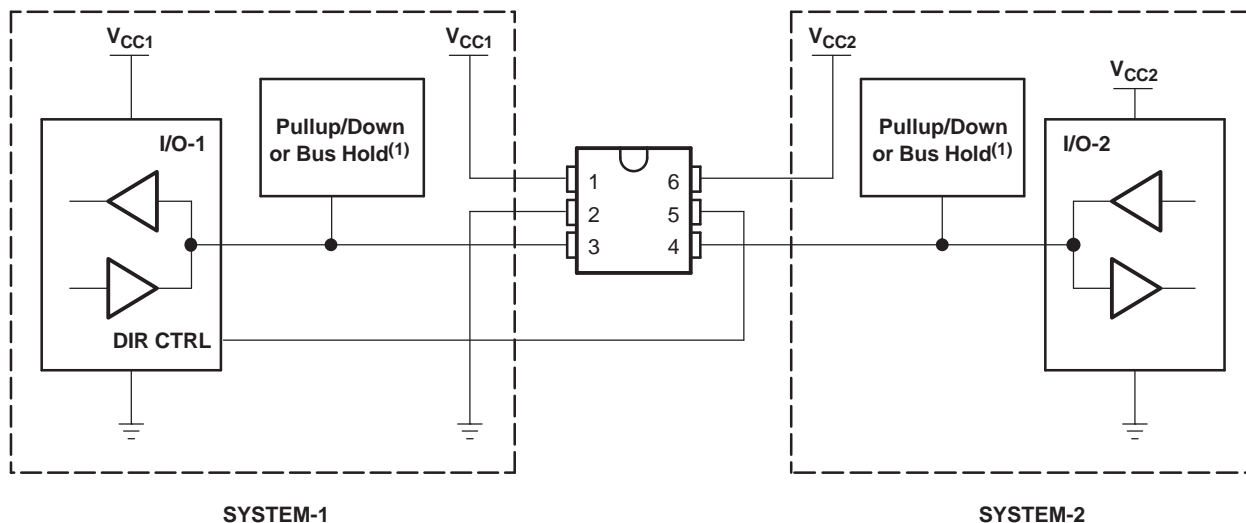 VCC1
VCC1
VCC2
VCC2
I/O-1
Pullup/Down
or Bus Hold(1)
Pullup/Down
or Bus Hold(1)
I/O-2
1 6
2 5
3 4
DIR CTRL
SYSTEM-1
SYSTEM-2